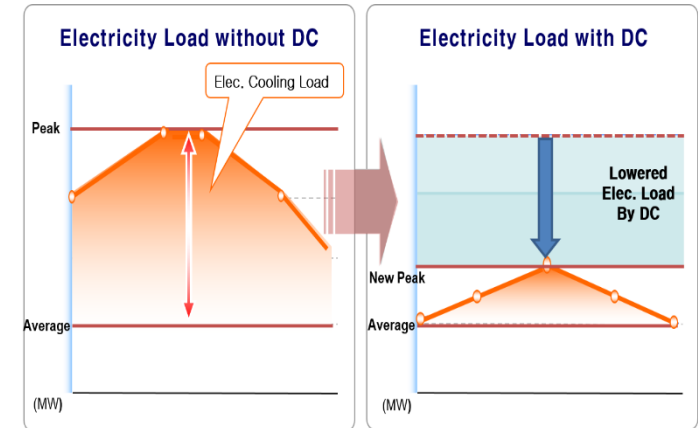 Electricity Load without DC
Elec. Cooling Load
Peak
Average
(MW)
Electricity Load with DC
Lowered
Elec. Load
By DC
New Peak
Average
(MW)